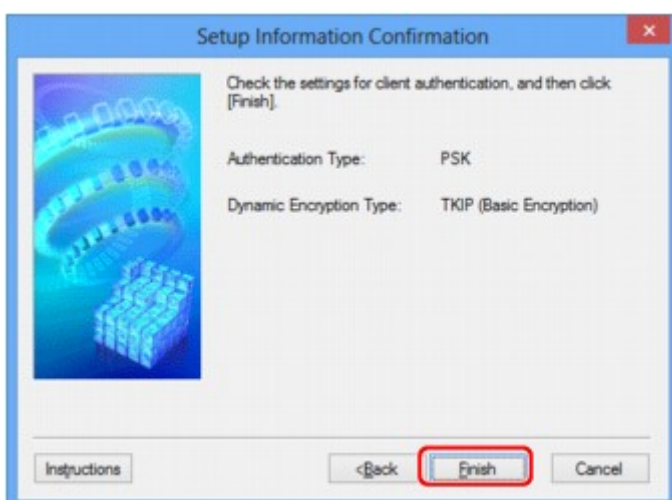 Setup Information Confirmation
Check the settings for client authentication, and then click
[Finish].
Authentication Type: PSK
Dynamic Encryption Type: TKIP (Basic Encryption)
Instructions <Back Finish Cancel